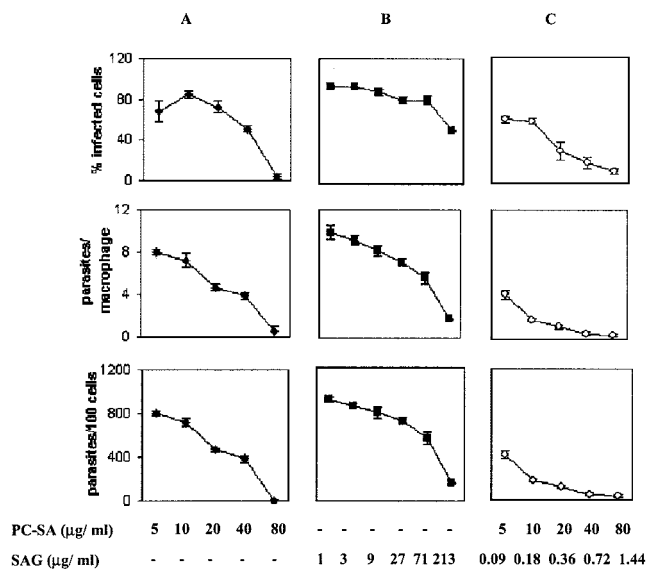 A B C
% infected cells
120
80
40
0
parasites/
macrophage
12
8
4
0
parasites/100 cells
1200
800
400
0
PC-SA (μg/ ml) 5 10 20 40 80 - - - - - - 5 10 20 40 80
SAG (μg/ ml) - - - - - 1 3 9 27 71 213 0.09 0.18 0.36 0.72 1.44